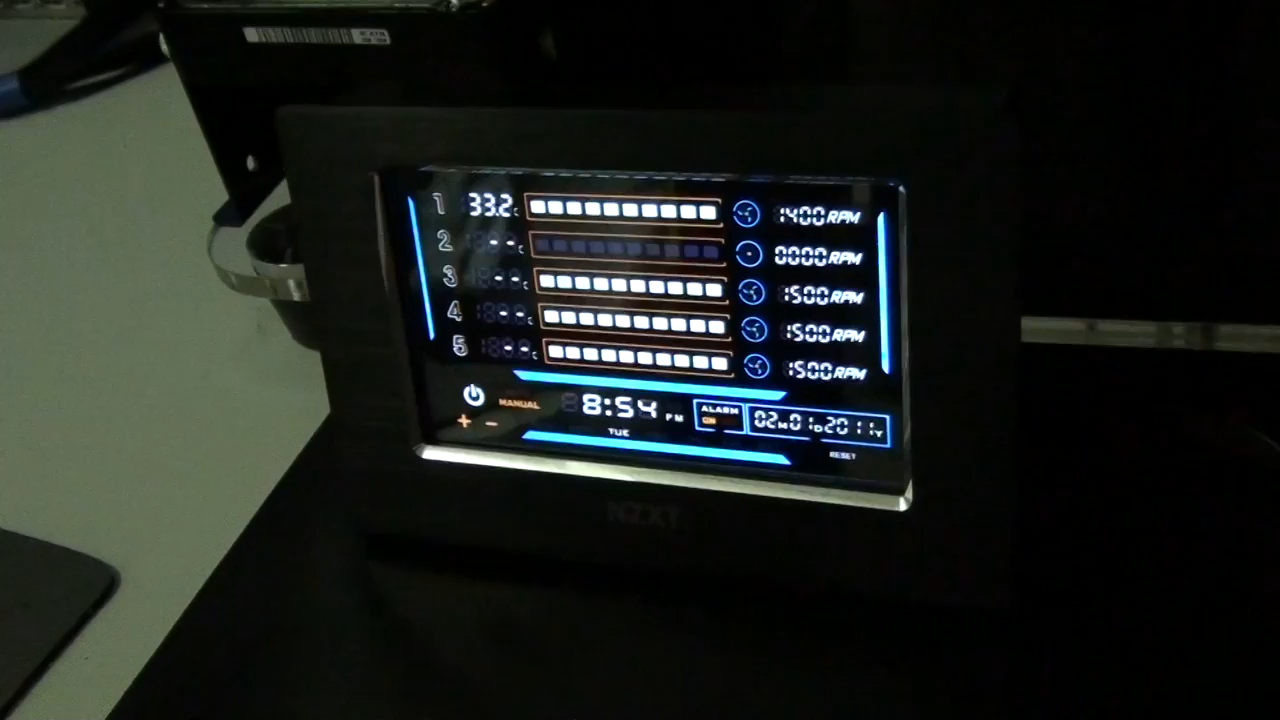 1 33.2c 1400RPM
2 --c 0000RPM
3 --c 1500RPM
4 --c 1500RPM
5 --c 1500RPM
MANUAL 8:54 PM ALARM ON 02M01D2011Y
+ - TUE RESET
NZXT